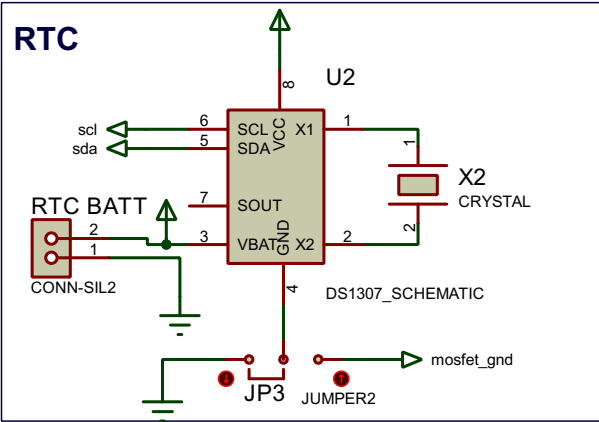 RTC
U2
8
scl
6
SCL
X1
1
VCC
sda
5
SDA
1
X2
CRYSTAL
2
7
SOUT
RTC BATT
2
3
VBAT
GND
X2
2
1
CONN-SIL2
4
DS1307_SCHEMATIC
mosfet_gnd
JP3
JUMPER2